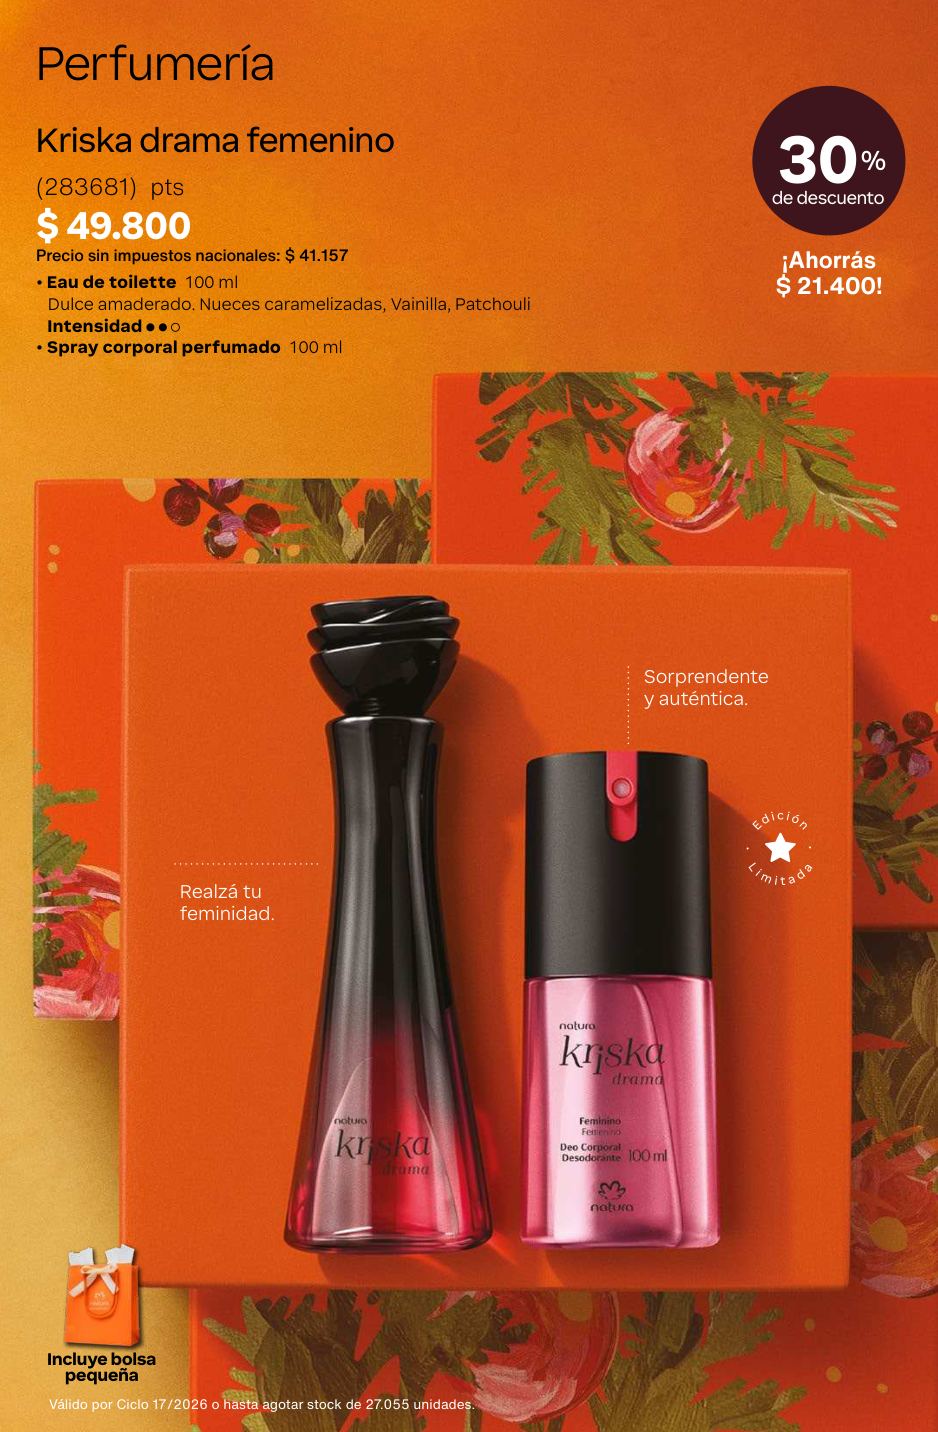 Perfumería
Kriska drama femenino
(283681) pts
$ 49.800
Precio sin impuestos nacionales: $ 41.157
• Eau de toilette 100 ml
Dulce amaderado. Nueces caramelizadas, Vainilla, Patchouli
Intensidad ●●○
• Spray corporal perfumado 100 ml
30%
de descuento
¡Ahorrás
$ 21.400!
Sorprendente
y auténtica.
Edición
Limitada
Realzá tu
feminidad.
natura
kriska
drama
natura
kriska
drama
Feminino
Femenino
Deo Corporal
Desodorante 100 ml
natura
Incluye bolsa
pequeña
Válido por Ciclo 17/2026 o hasta agotar stock de 27.055 unidades.